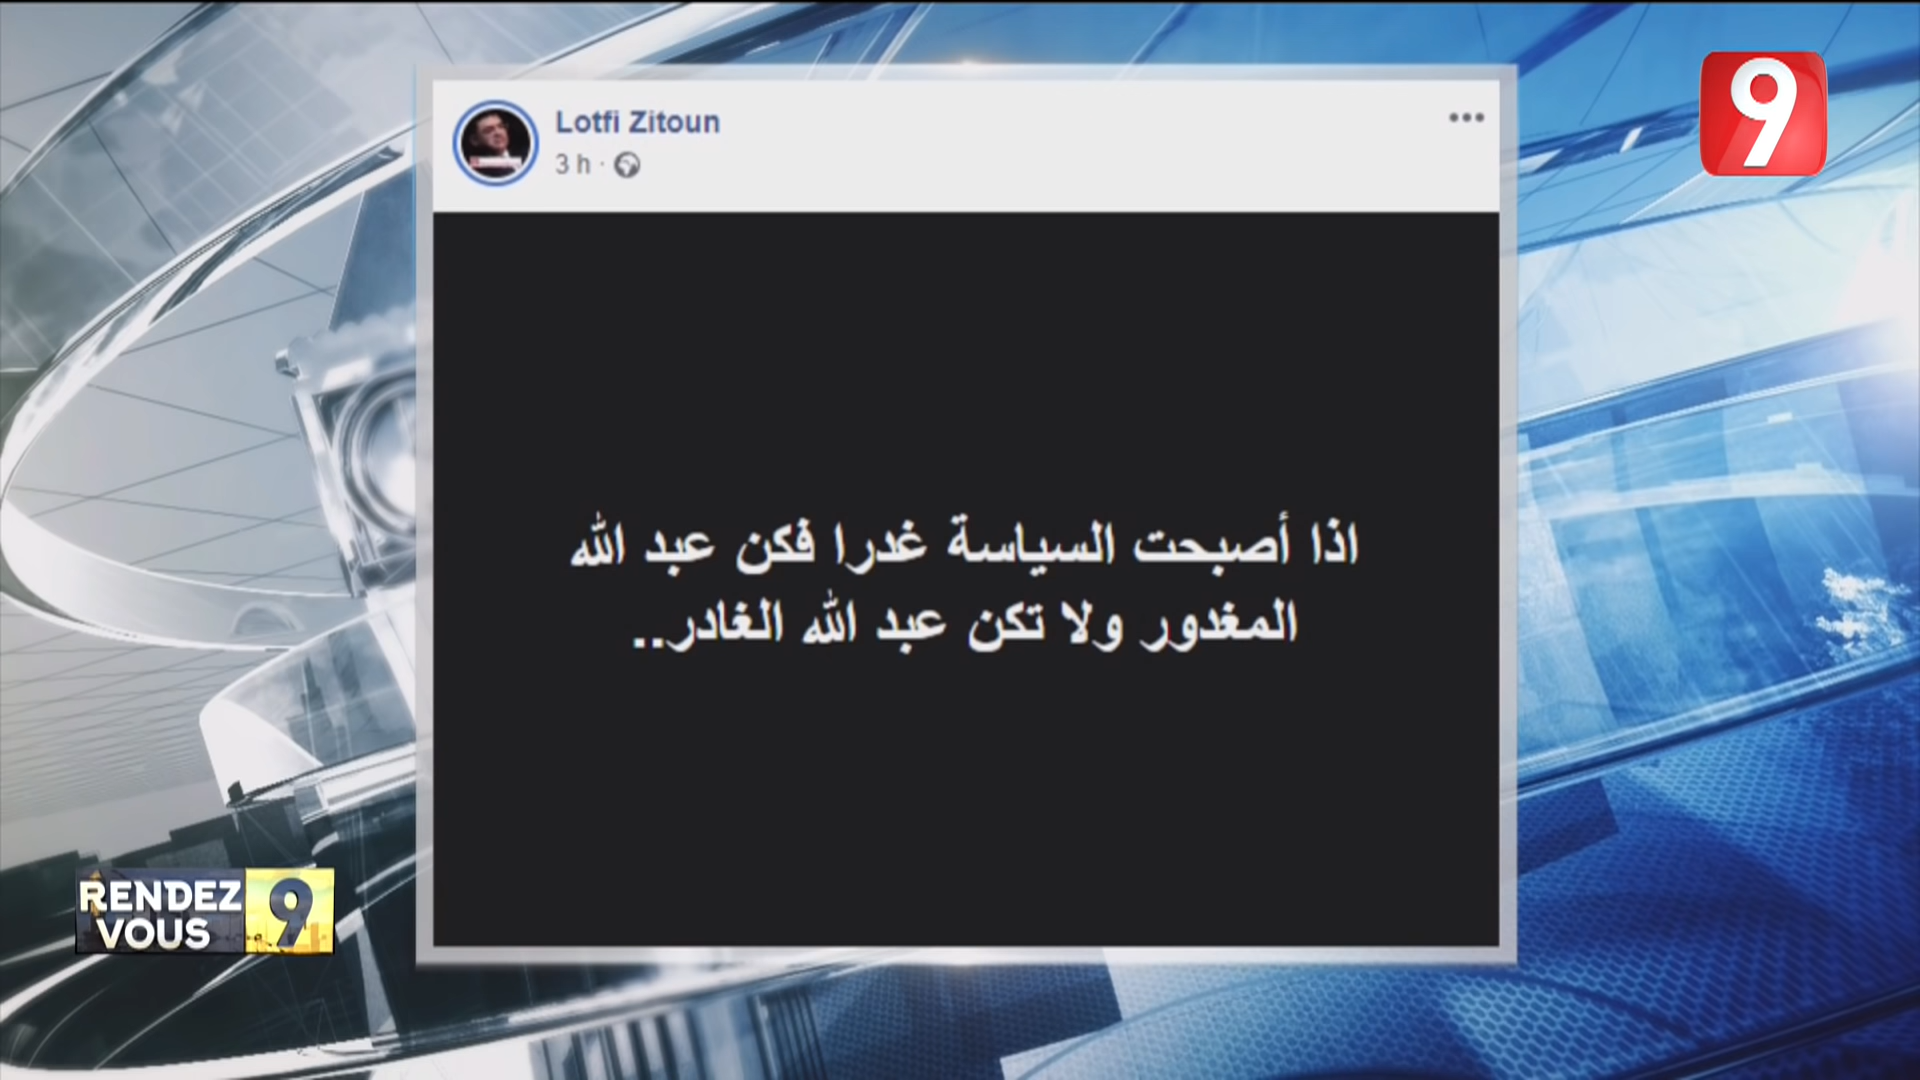 Lotfi Zitoun
3 h ·
9
اذا أصبحت السياسة غدرا فكن عبد الله
المغدور ولا تكن عبد الله الغادر..
RENDEZ
VOUS
9